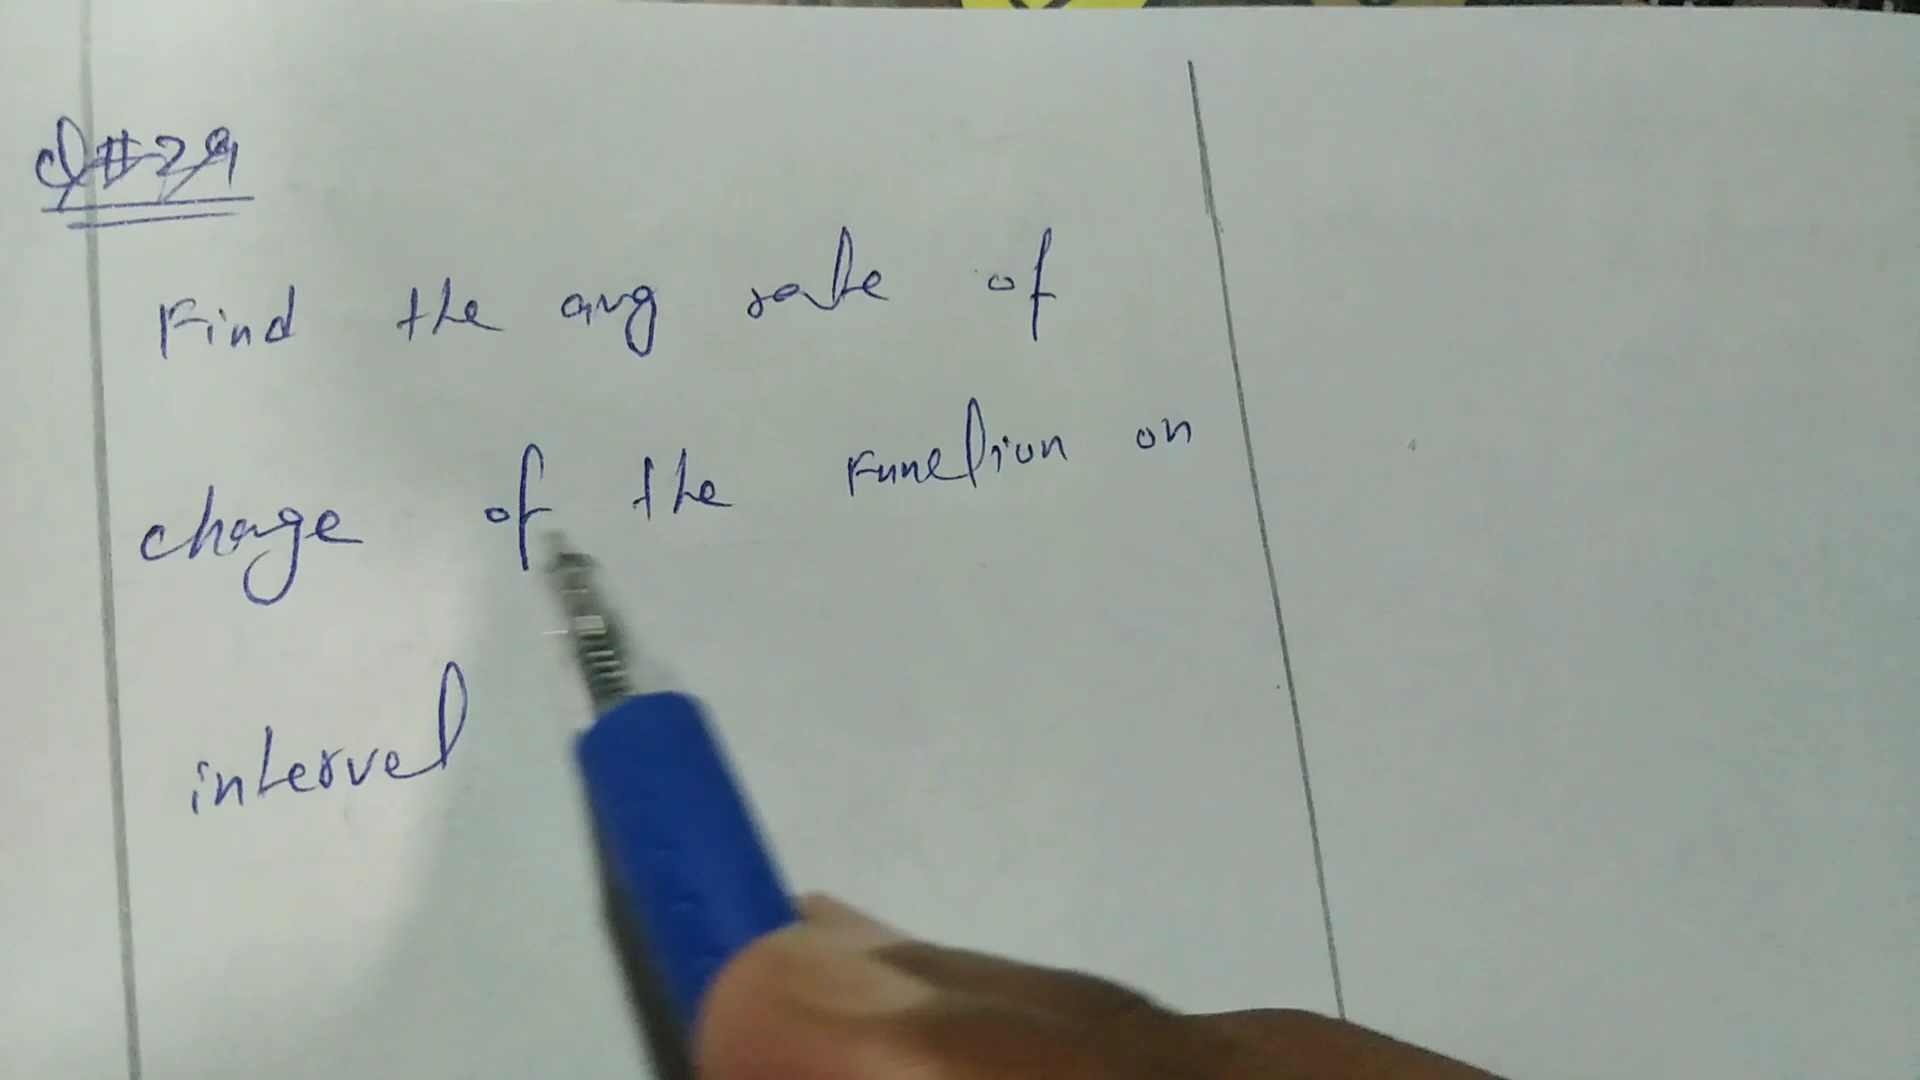 Q#29
Find the avg rate of
change of the Function on
interval